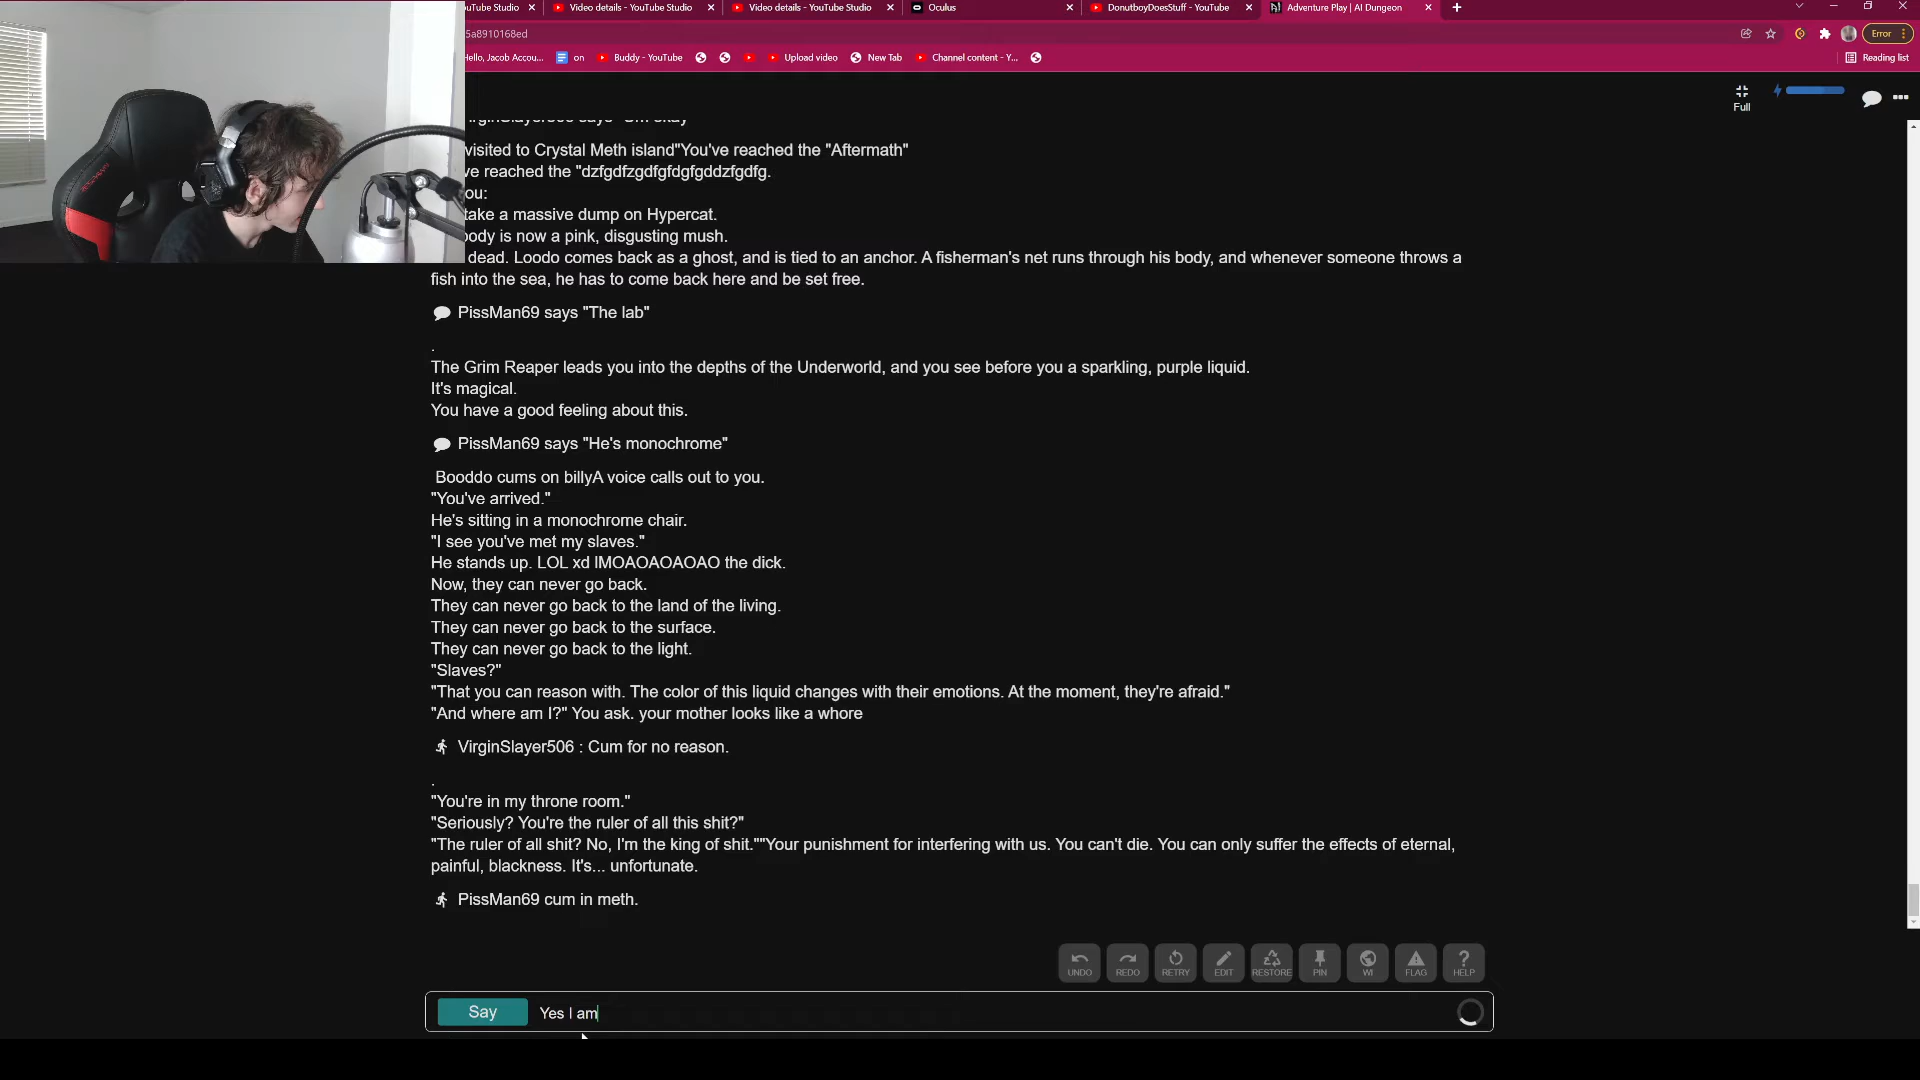 uTube Studio
Video details - YouTube Studio
Video details - YouTube Studio
Oculus
DonutboyDoesStuff - YouTube
Adventure Play | AI Dungeon
5a8910168ed
Error
Hello, Jacob Accou...
on
Buddy - YouTube
Upload video
New Tab
Channel content - Y...
Reading list
Full
visited to Crystal Meth island"You've reached the "Aftermath"
ve reached the "dzfgdfzgdfgfdgfgddzfgdfg.
ou:
take a massive dump on Hypercat.
body is now a pink, disgusting mush.
dead. Loodo comes back as a ghost, and is tied to an anchor. A fisherman's net runs through his body, and whenever someone throws a
fish into the sea, he has to come back here and be set free.
PissMan69 says "The lab"
.
The Grim Reaper leads you into the depths of the Underworld, and you see before you a sparkling, purple liquid.
It's magical.
You have a good feeling about this.
PissMan69 says "He's monochrome"
Booddo cums on billyA voice calls out to you.
"You've arrived."
He's sitting in a monochrome chair.
"I see you've met my slaves."
He stands up. LOL xd lMOAOAOAOAO the dick.
Now, they can never go back.
They can never go back to the land of the living.
They can never go back to the surface.
They can never go back to the light.
"Slaves?"
"That you can reason with. The color of this liquid changes with their emotions. At the moment, they're afraid."
"And where am I?" You ask. your mother looks like a whore
VirginSlayer506 : Cum for no reason.
.
"You're in my throne room."
"Seriously? You're the ruler of all this shit?"
"The ruler of all shit? No, I'm the king of shit.""Your punishment for interfering with us. You can't die. You can only suffer the effects of eternal,
painful, blackness. It's... unfortunate.
PissMan69 cum in meth.
UNDO REDO RETRY EDIT RESTORE PIN WI FLAG HELP
Say Yes I am